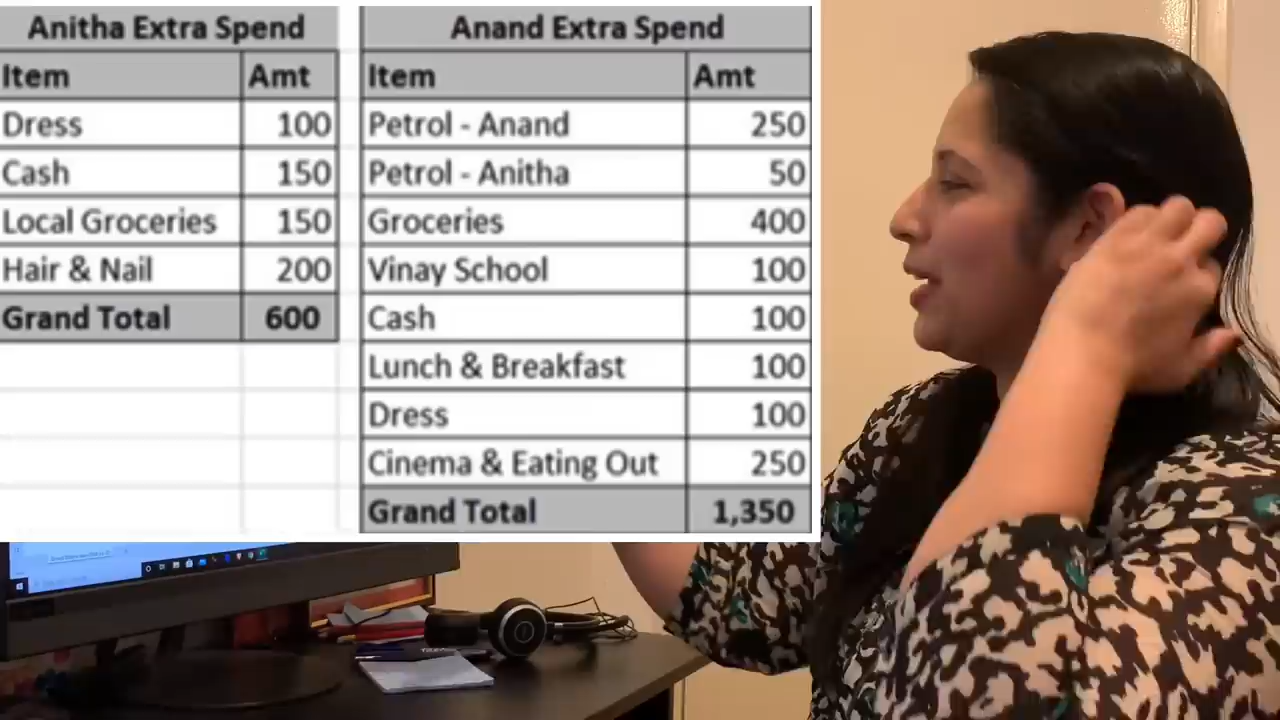 Anitha Extra Spend
Item Amt
Dress 100
Cash 150
Local Groceries 150
Hair & Nail 200
Grand Total 600
Anand Extra Spend
Item Amt
Petrol - Anand 250
Petrol - Anitha 50
Groceries 400
Vinay School 100
Cash 100
Lunch & Breakfast 100
Dress 100
Cinema & Eating Out 250
Grand Total 1,350